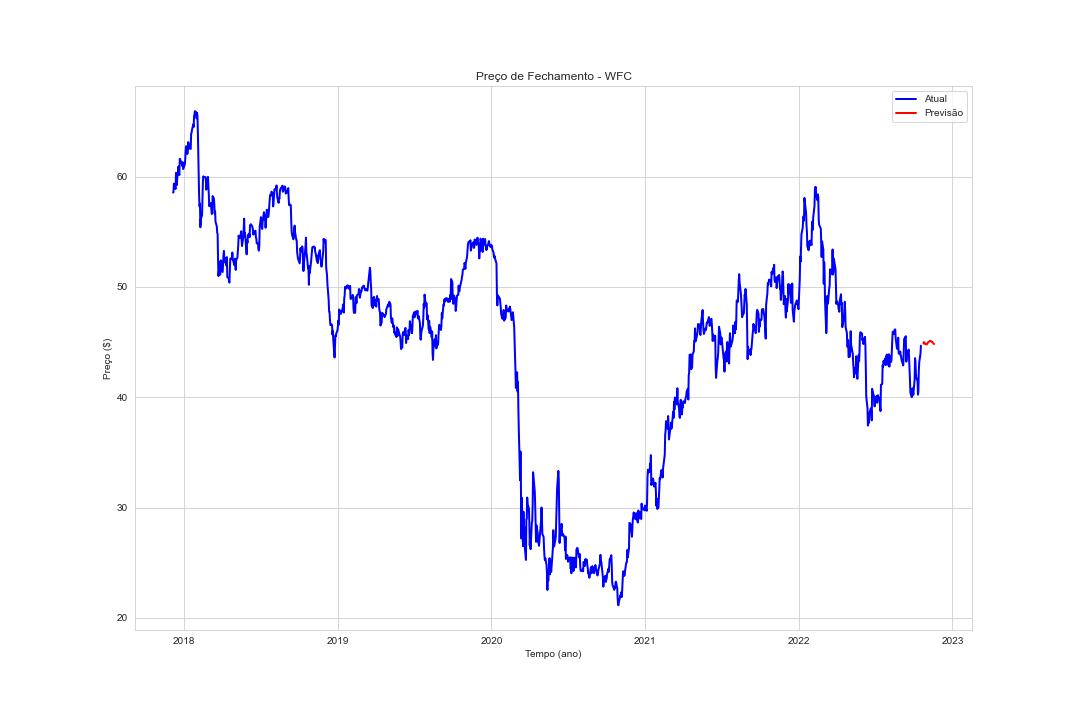 Preço de Fechamento - WFC
Atual
Previsão
Preço ($)
60
50
40
30
20
2018 2019 2020 2021 2022 2023
Tempo (ano)